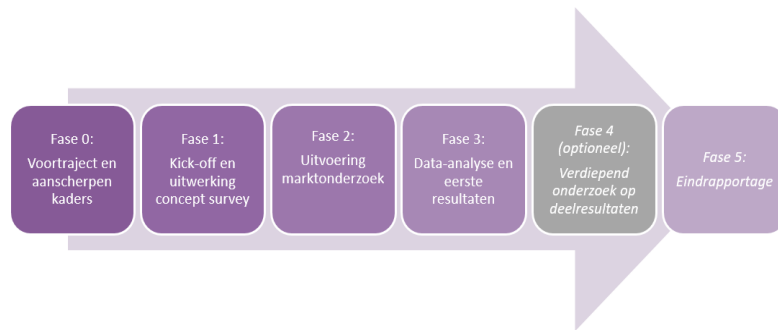 Fase 0:
Voortraject en
aanscherpen
kaders
Fase 1:
Kick-off en
uitwerking
concept survey
Fase 2:
Uitvoering
marktonderzoek
Fase 3:
Data-analyse en
eerste
resultaten
Fase 4
(optioneel):
Verdiepend
onderzoek op
deelresultaten
Fase 5:
Eindrapportage